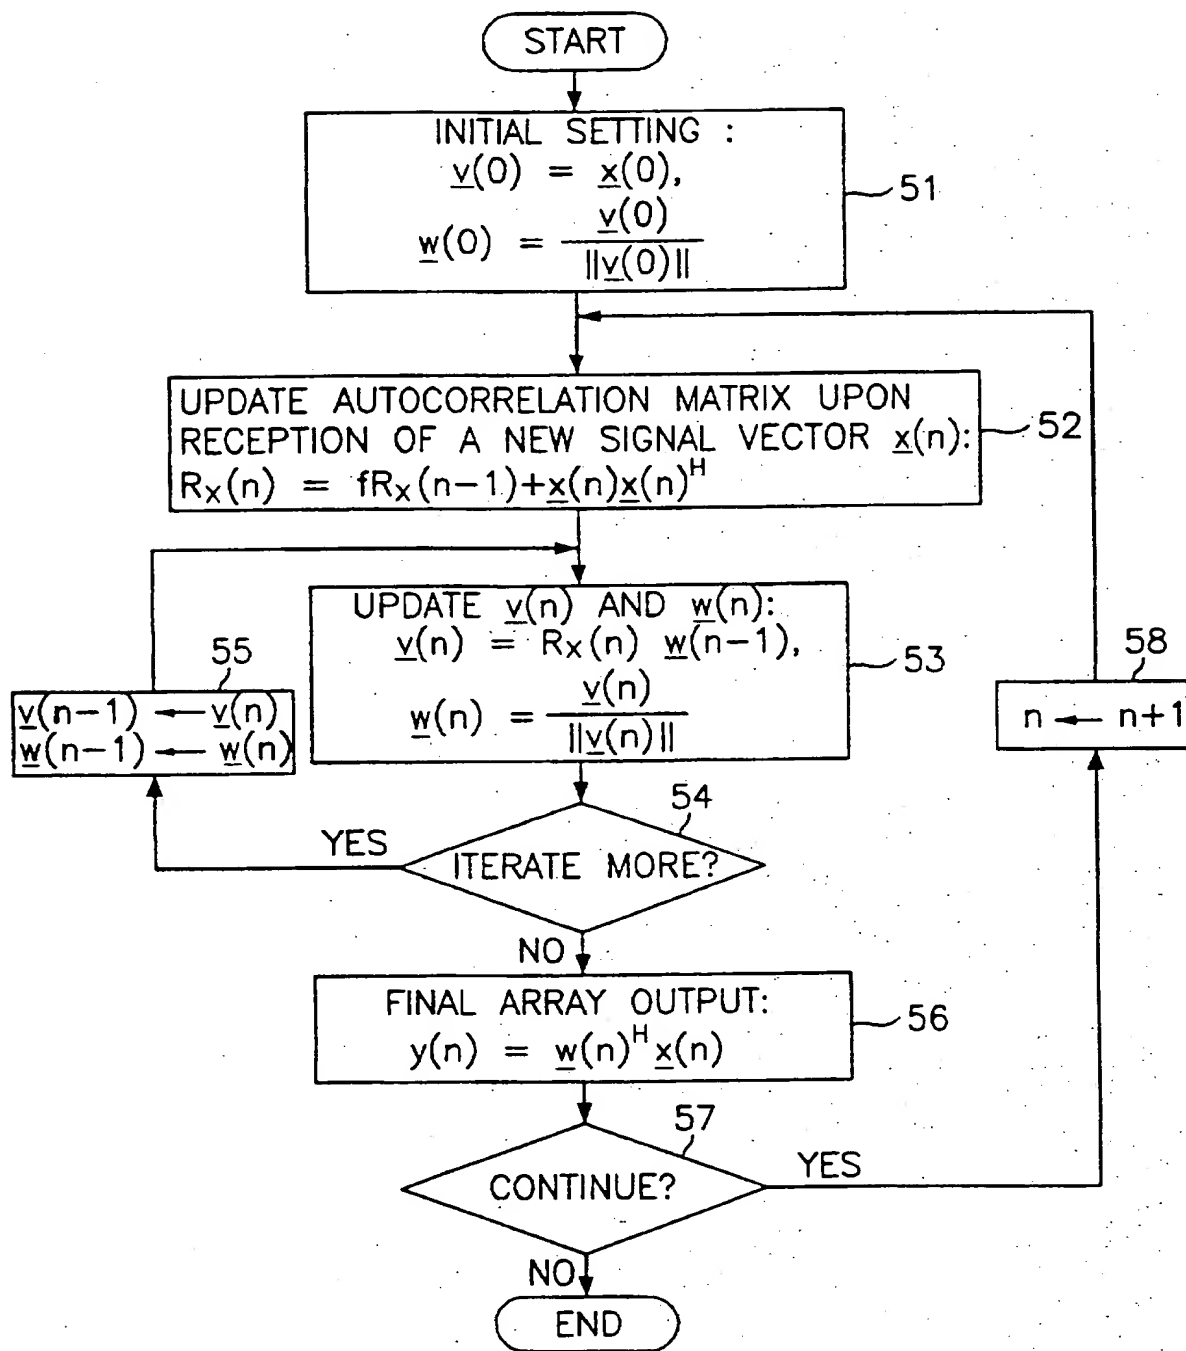 START
INITIAL SETTING :
v(0) = x(0),
w(0) = v(0) / ||v(0)||
51
UPDATE AUTOCORRELATION MATRIX UPON
RECEPTION OF A NEW SIGNAL VECTOR x(n):
Rx(n) = fRx(n-1)+x(n)x(n)^H
52
UPDATE v(n) AND w(n):
v(n) = Rx(n) w(n-1),
w(n) = v(n) / ||v(n)||
53
55
v(n-1) ← v(n)
w(n-1) ← w(n)
58
n ← n+1
54
YES
ITERATE MORE?
NO
FINAL ARRAY OUTPUT:
y(n) = w(n)^H x(n)
56
57
CONTINUE?
YES
NO
END